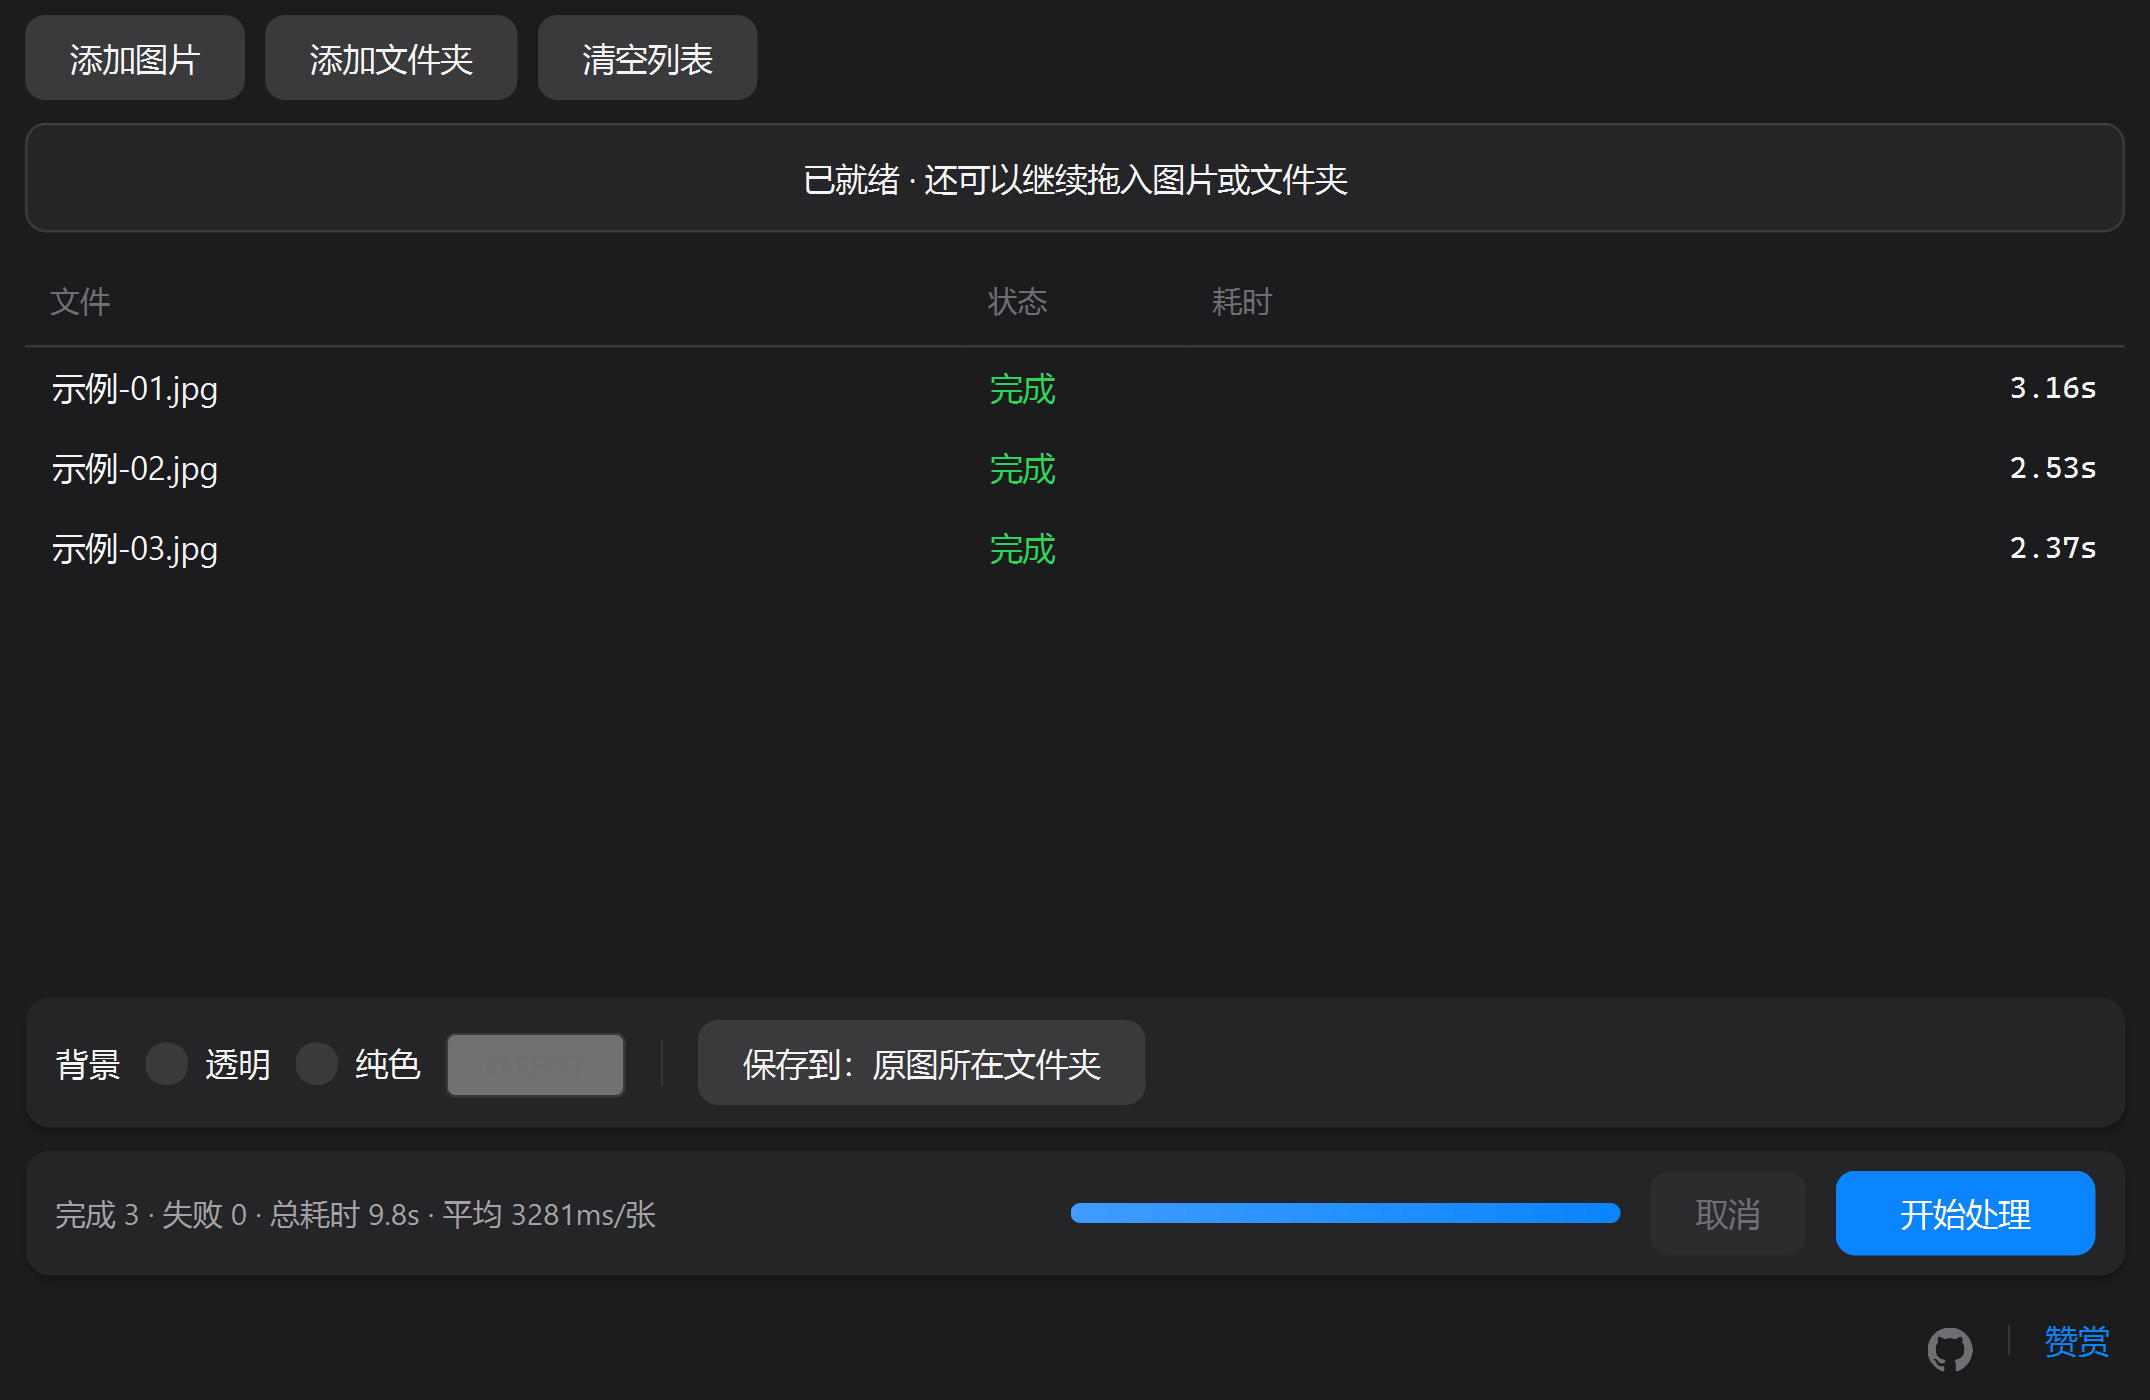 添加图片 添加文件夹 清空列表
已就绪 · 还可以继续拖入图片或文件夹
文件 状态 耗时
示例-01.jpg 完成 3.16s
示例-02.jpg 完成 2.53s
示例-03.jpg 完成 2.37s
背景 透明 纯色 保存到：原图所在文件夹
完成 3 · 失败 0 · 总耗时 9.8s · 平均 3281ms/张 取消 开始处理
赞赏